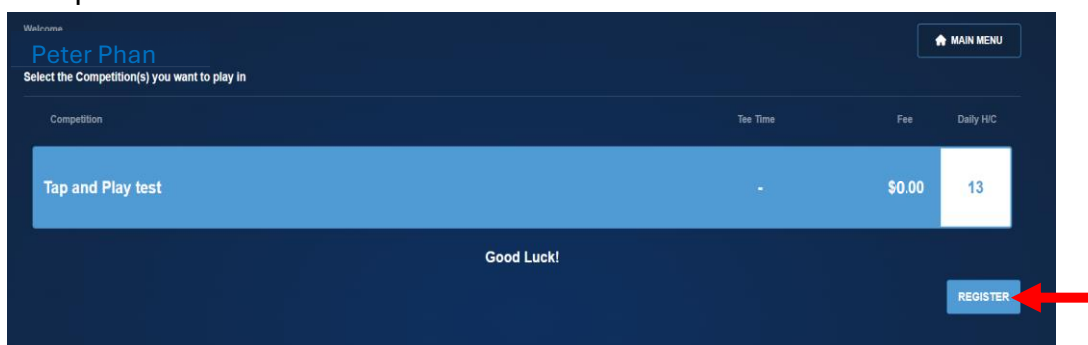 Welcome
Peter Phan
MAIN MENU
Select the Competition(s) you want to play in
Competition Tee Time Fee Daily H/C
Tap and Play test - $0.00 13
Good Luck!
REGISTER